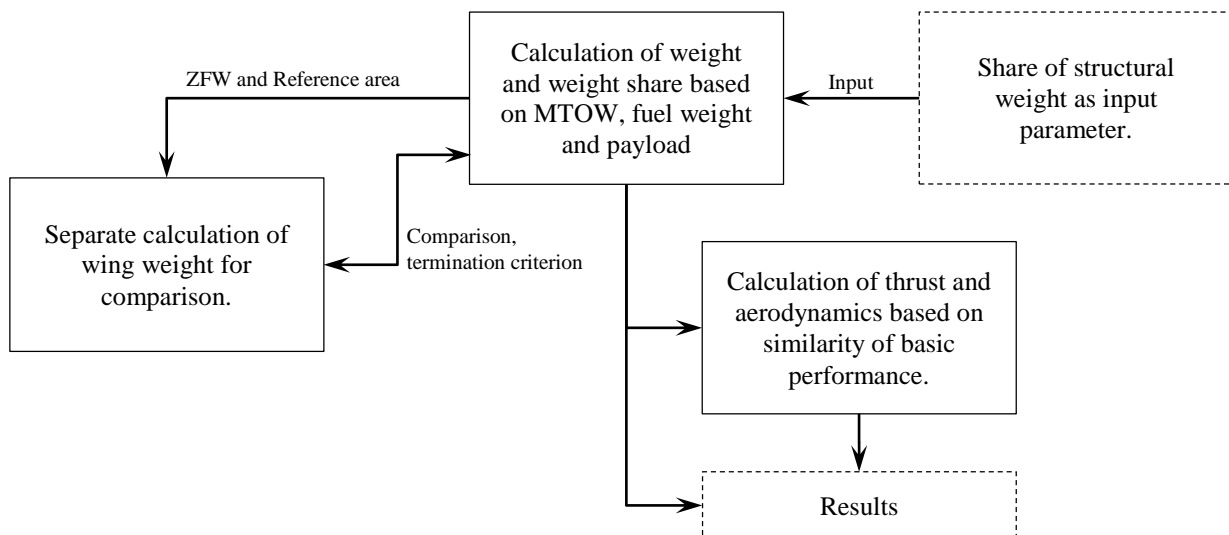 Calculation of weight
and weight share based
on MTOW, fuel weight
and payload
Share of structural
weight as input
parameter.
Input
ZFW and Reference area
Separate calculation of
wing weight for
comparison.
Comparison,
termination criterion
Calculation of thrust and
aerodynamics based on
similarity of basic
performance.
Results